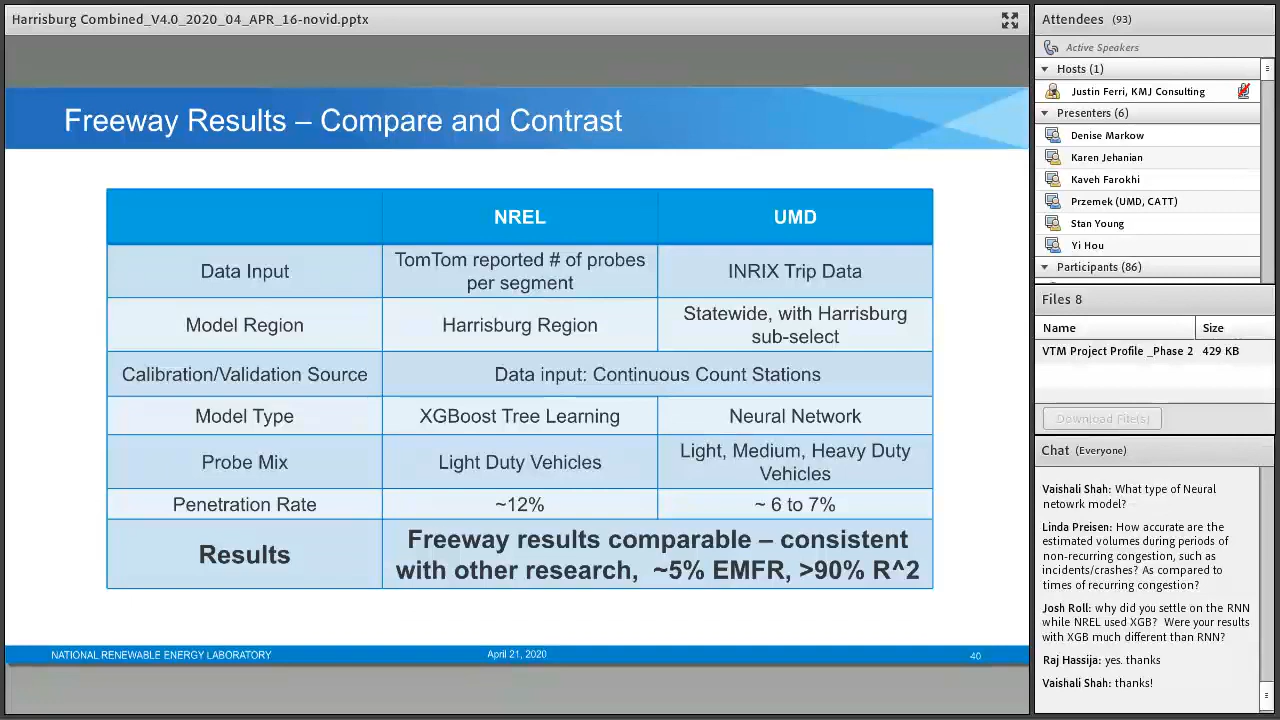 Harrisburg Combined_V4.0_2020_04_APR_16-novid.pptx
Freeway Results – Compare and Contrast
NREL
UMD
Data Input
TomTom reported # of probes
per segment
INRIX Trip Data
Model Region
Harrisburg Region
Statewide, with Harrisburg
sub-select
Calibration/Validation Source
Data input: Continuous Count Stations
Model Type
XGBoost Tree Learning
Neural Network
Probe Mix
Light Duty Vehicles
Light, Medium, Heavy Duty
Vehicles
Penetration Rate
~12%
~ 6 to 7%
Results
Freeway results comparable – consistent
with other research, ~5% EMFR, >90% R^2
NATIONAL RENEWABLE ENERGY LABORATORY
April 21, 2020
40
Attendees (93)
Active Speakers
Hosts (1)
Justin Ferri, KMJ Consulting
Presenters (6)
Denise Markow
Karen Jehanian
Kaveh Farokhi
Przemek (UMD, CATT)
Stan Young
Yi Hou
Participants (86)
Files 8
Name Size
VTM Project Profile _Phase 2 429 KB
Download File(s)
Chat (Everyone)
Vaishali Shah: What type of Neural
netowrk model?
Linda Preisen: How accurate are the
estimated volumes during periods of
non-recurring congestion, such as
incidents/crashes? As compared to
times of recurring congestion?
Josh Roll: why did you settle on the RNN
while NREL used XGB? Were your results
with XGB much different than RNN?
Raj Hassija: yes. thanks
Vaishali Shah: thanks!